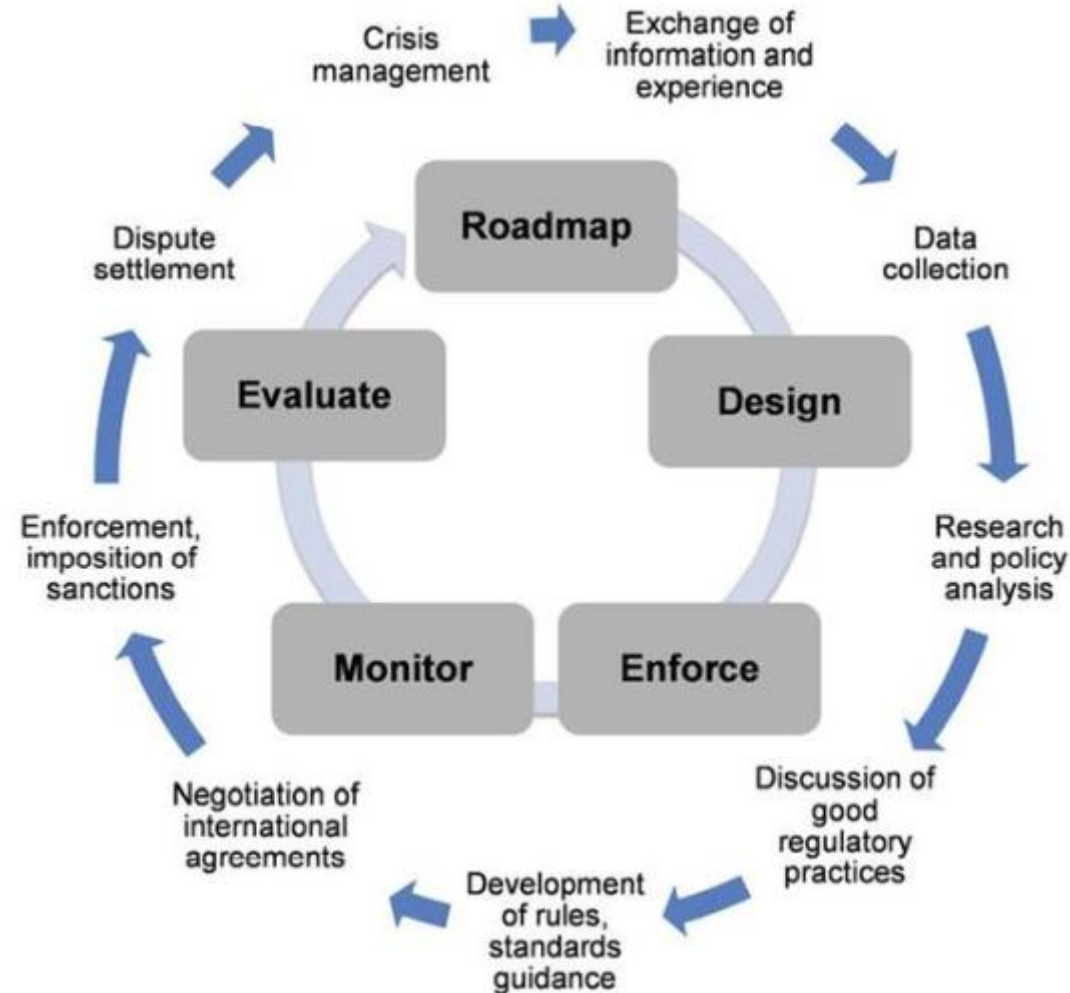 Crisis
management
Exchange of
information and
experience
Roadmap
Dispute
settlement
Data
collection
Evaluate
Design
Enforcement,
imposition of
sanctions
Research
and policy
analysis
Monitor
Enforce
Negotiation of
international
agreements
Discussion of
good
regulatory
practices
Development
of rules,
standards
guidance